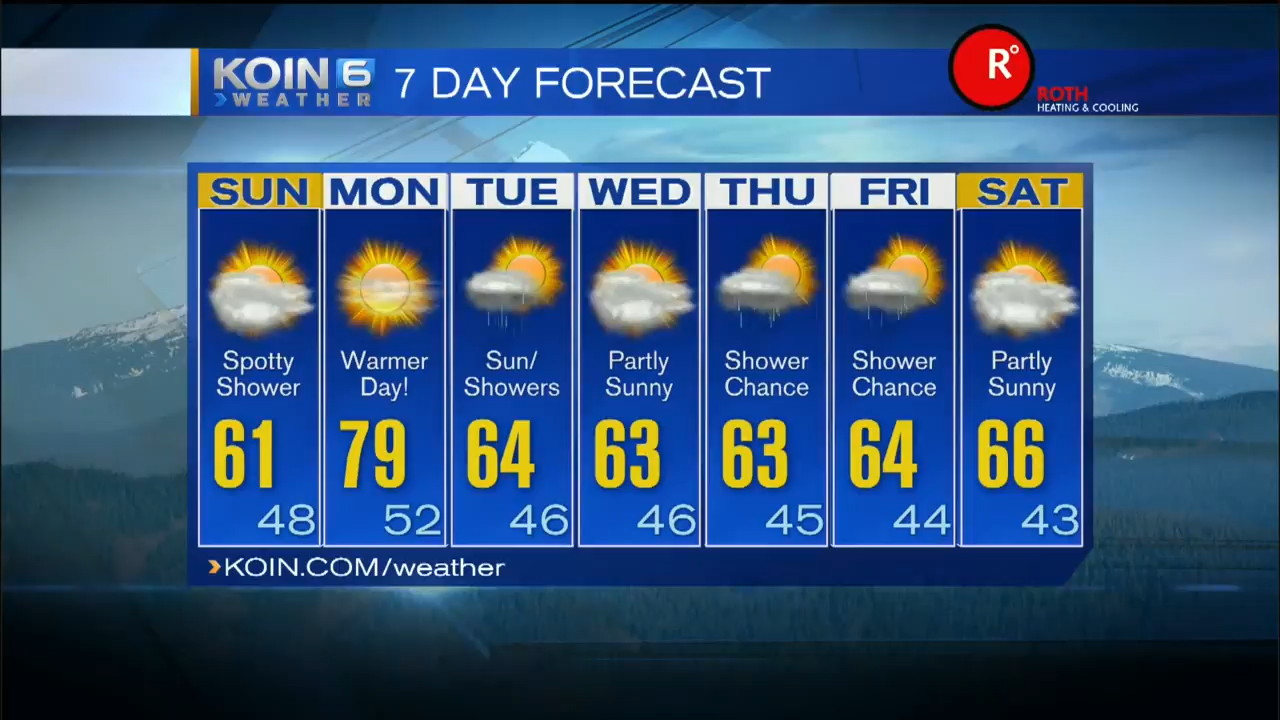 KOIN 6
WEATHER
7 DAY FORECAST
R°
ROTH
HEATING & COOLING
SUN MON TUE WED THU FRI SAT
Spotty Warmer Sun/ Partly Shower Shower Partly
Shower Day! Showers Sunny Chance Chance Sunny
61 79 64 63 63 64 66
48 52 46 46 45 44 43
KOIN.COM/weather